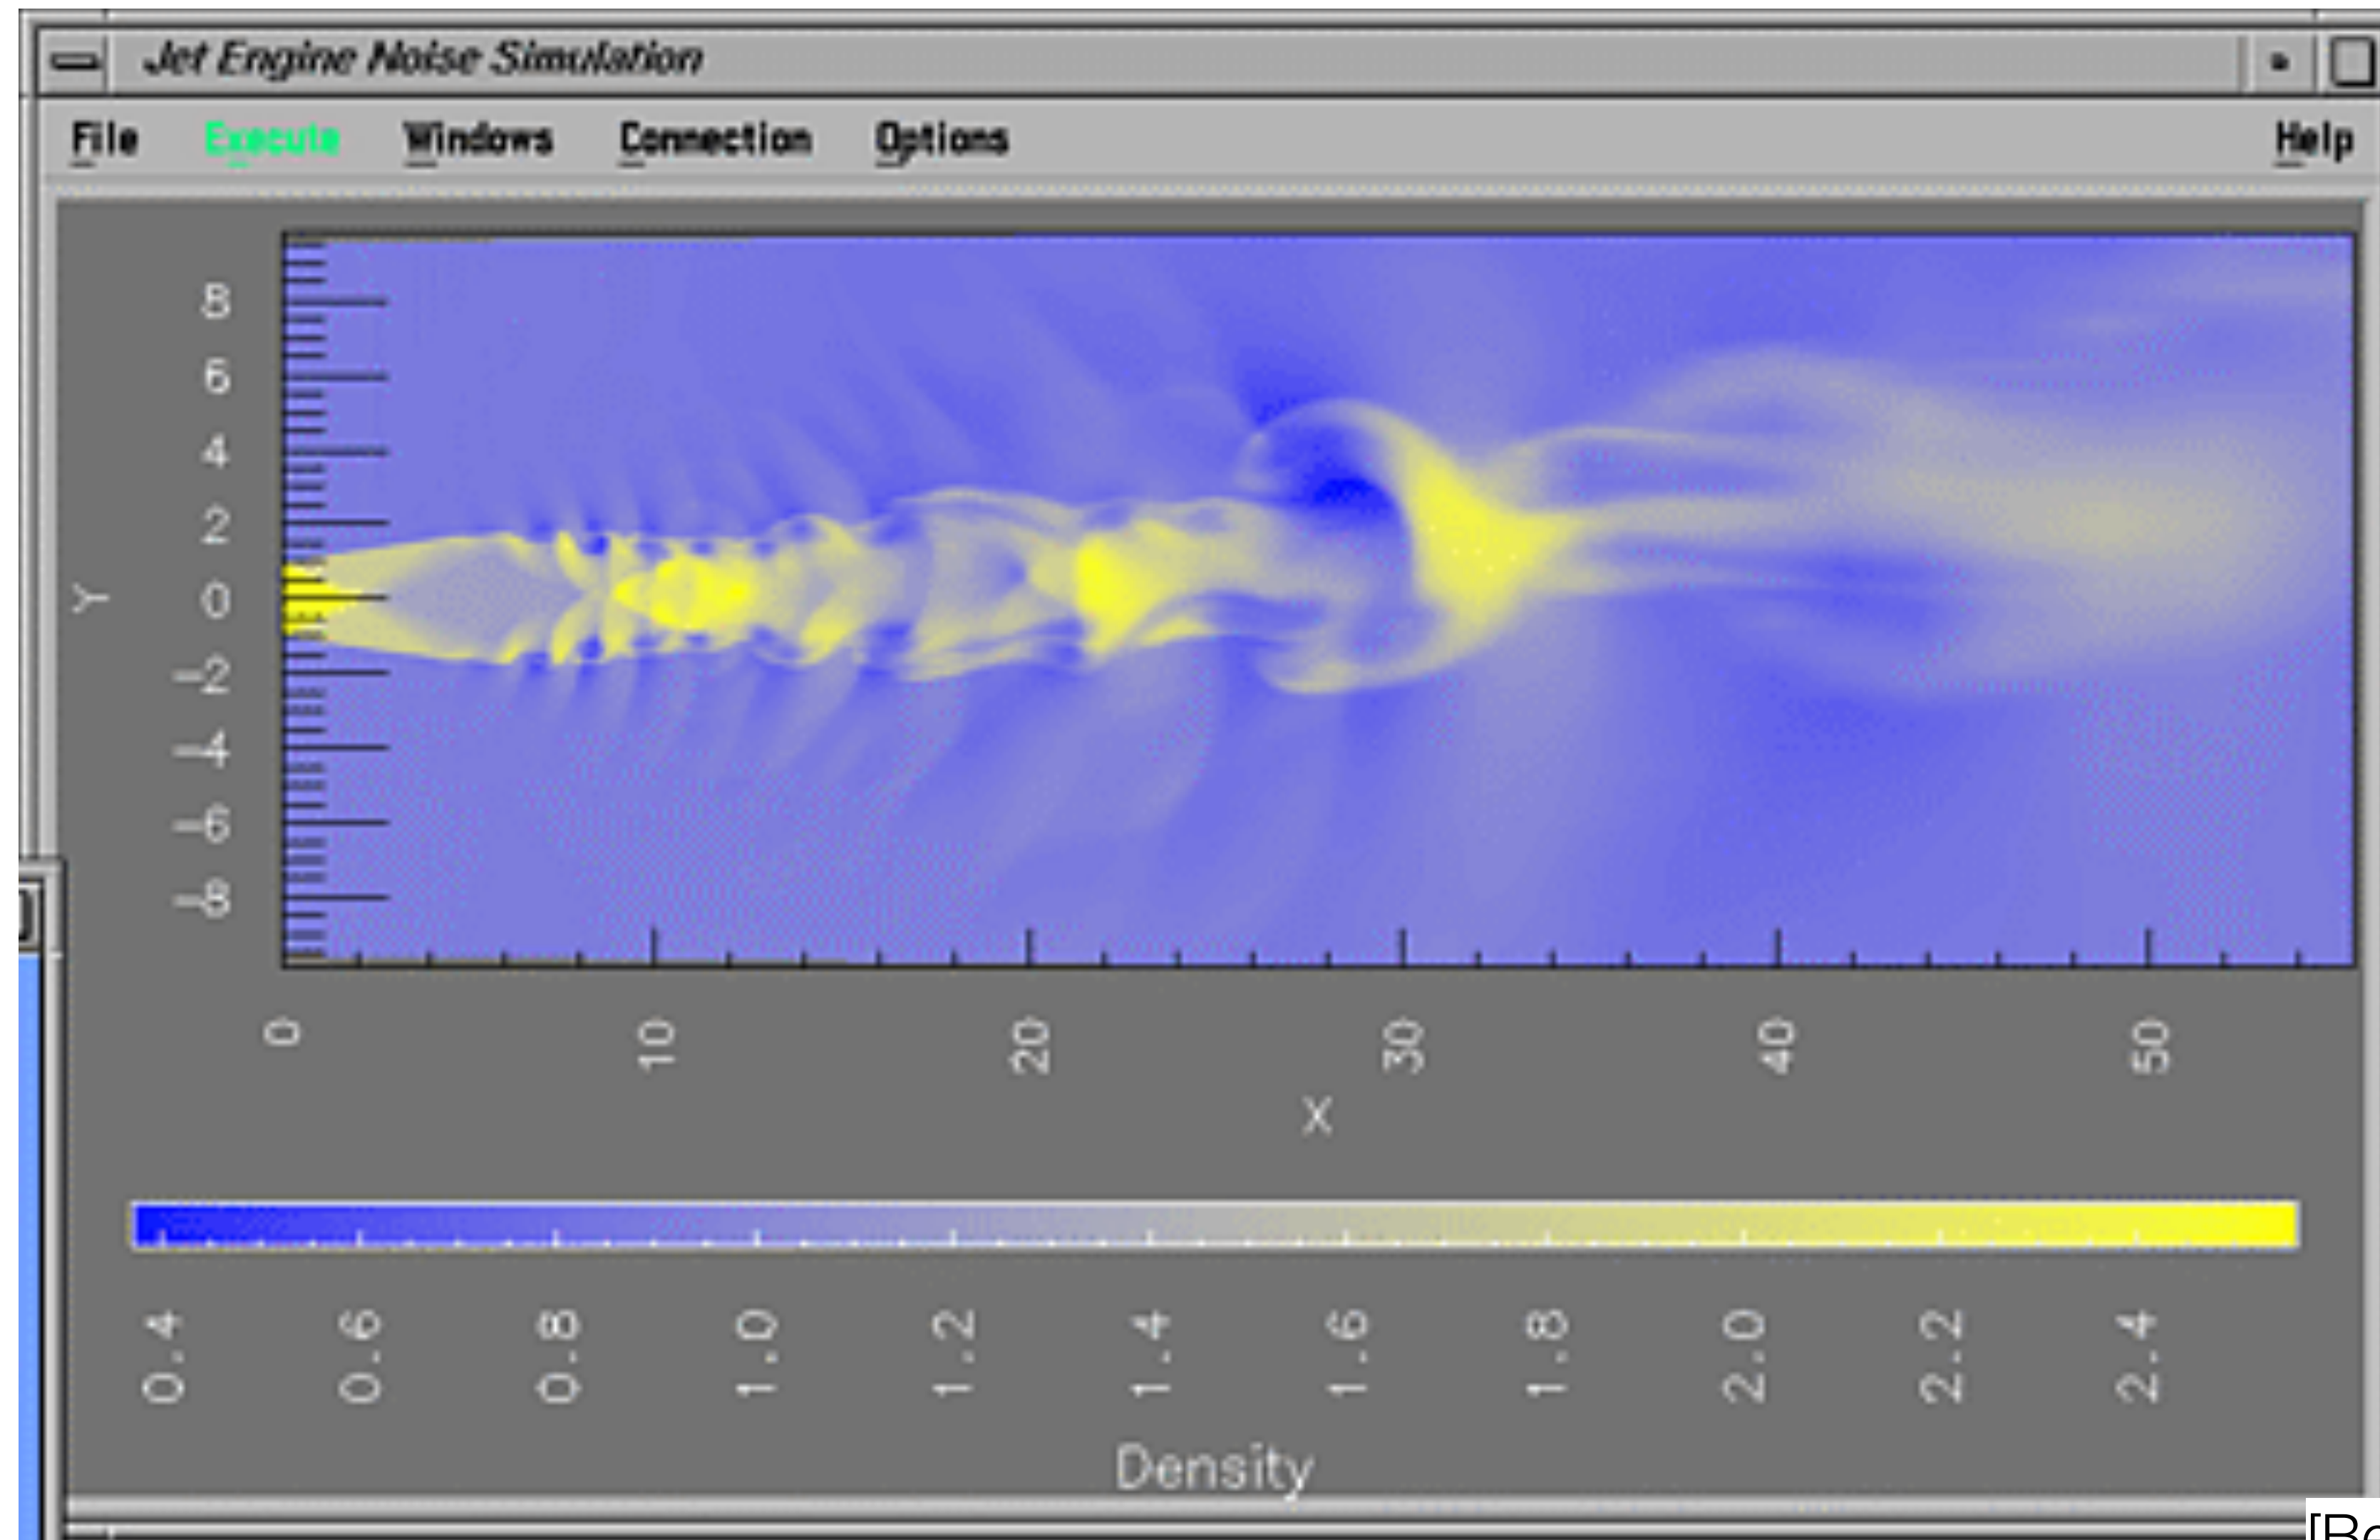 Jet Engine Noise Simulation
File Execute Windows Connection Options Help
8
6
4
2
0
−2
−4
−6
−8
Y
0 10 20 30 40 50
X
0.4 0.6 0.8 1.0 1.2 1.4 1.6 1.8 2.0 2.2 2.4
Density